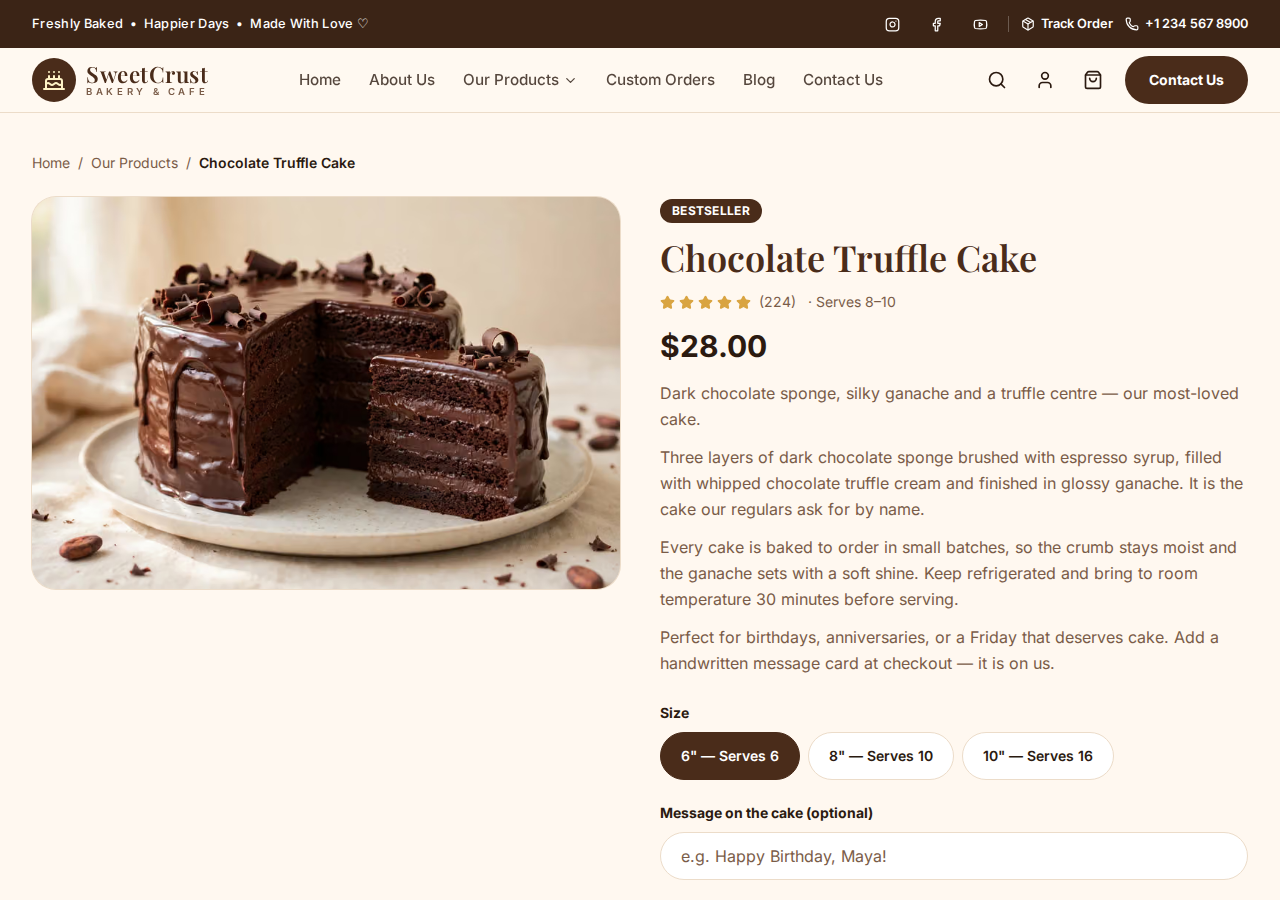 Freshly Baked • Happier Days • Made With Love ♡
Track Order
+1 234 567 8900
SweetCrust
BAKERY & CAFE
Home
About Us
Our Products
Custom Orders
Blog
Contact Us
Contact Us
Home / Our Products / Chocolate Truffle Cake
BESTSELLER
Chocolate Truffle Cake
(224) · Serves 8–10
$28.00
Dark chocolate sponge, silky ganache and a truffle centre — our most-loved
cake.
Three layers of dark chocolate sponge brushed with espresso syrup, filled
with whipped chocolate truffle cream and finished in glossy ganache. It is the
cake our regulars ask for by name.
Every cake is baked to order in small batches, so the crumb stays moist and
the ganache sets with a soft shine. Keep refrigerated and bring to room
temperature 30 minutes before serving.
Perfect for birthdays, anniversaries, or a Friday that deserves cake. Add a
handwritten message card at checkout — it is on us.
Size
6" — Serves 6
8" — Serves 10
10" — Serves 16
Message on the cake (optional)
e.g. Happy Birthday, Maya!